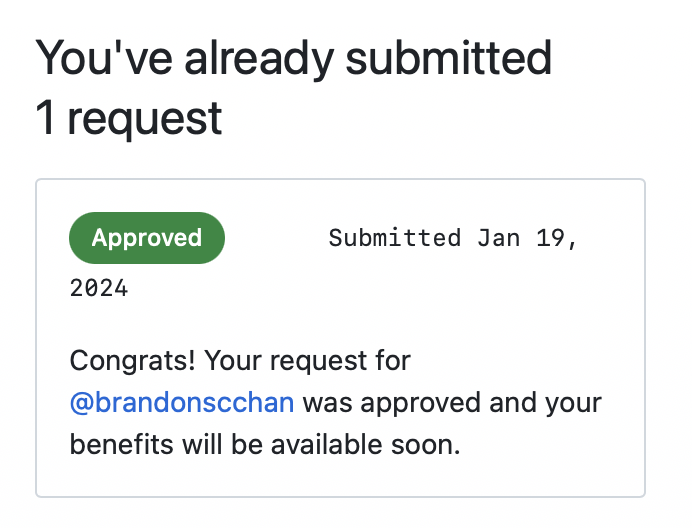 You've already submitted
1 request
Approved Submitted Jan 19,
2024
Congrats! Your request for
@brandonscchan was approved and your
benefits will be available soon.